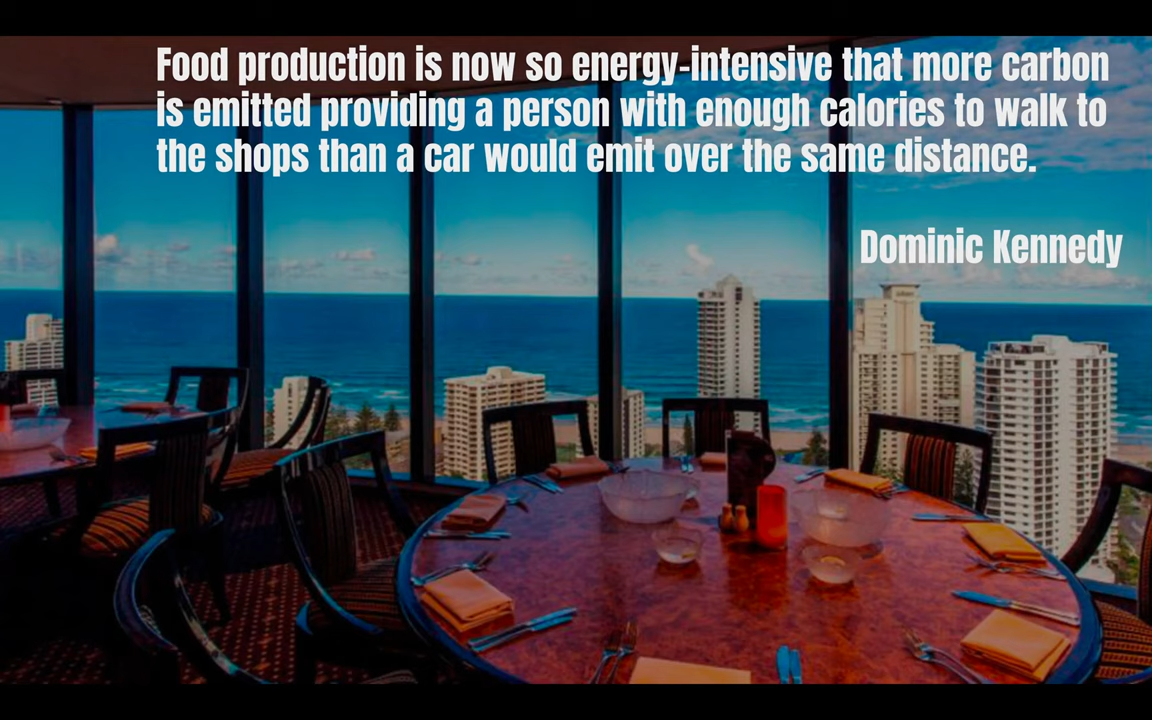 Food production is now so energy-intensive that more carbon
is emitted providing a person with enough calories to walk to
the shops than a car would emit over the same distance.
Dominic Kennedy